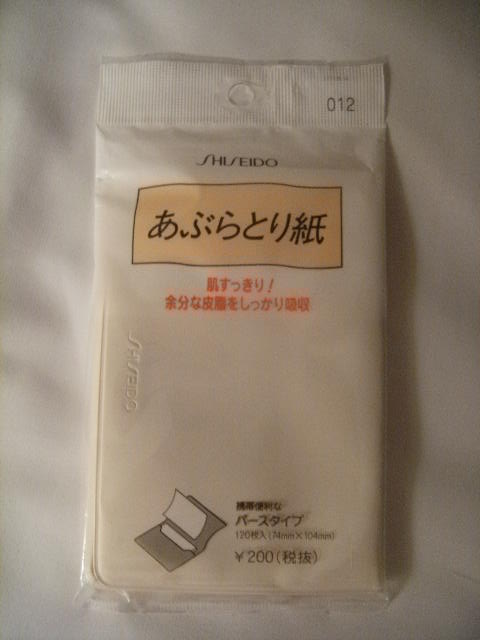 012
SHISEIDO
あぶらとり紙
肌すっきり!
余分な皮脂をしっかり吸収
SHISEIDO
携帯便利な
パースタイプ
120枚入(74mm×104mm)
¥200(税抜)